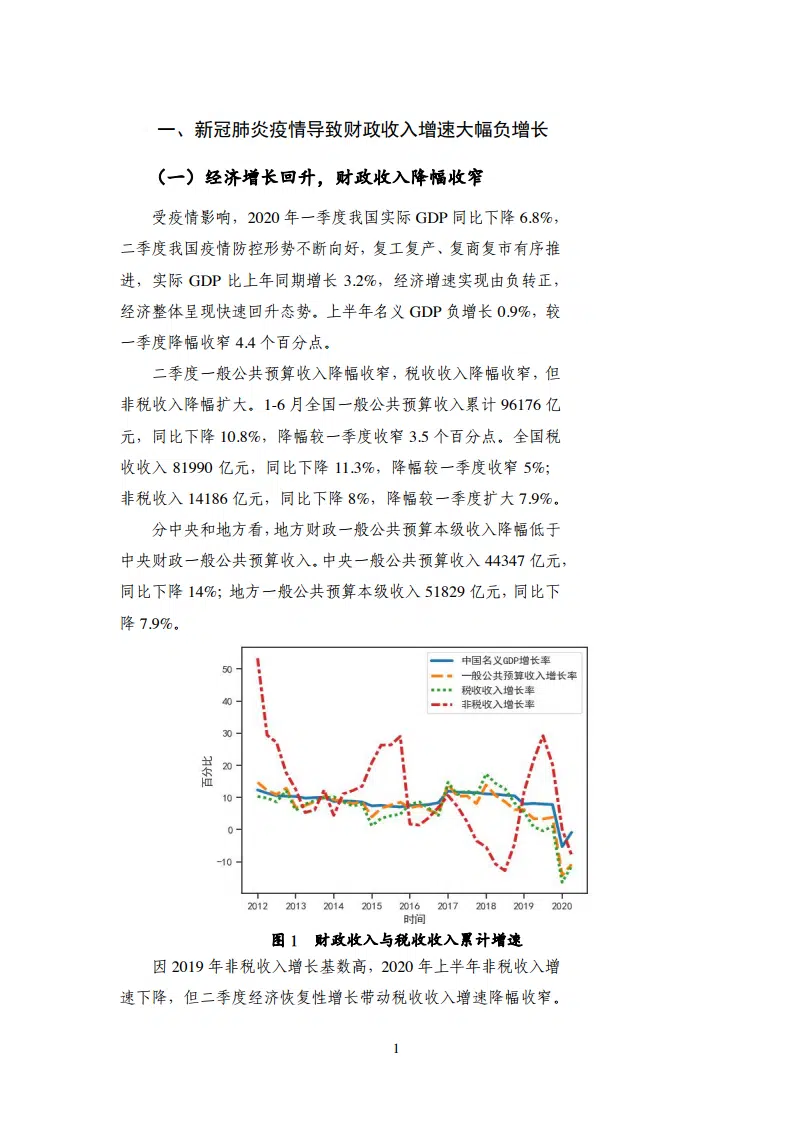 一、新冠肺炎疫情导致财政收入增速大幅负增长
（一）经济增长回升，财政收入降幅收窄
受疫情影响，2020 年一季度我国实际 GDP 同比下降 6.8%，
二季度我国疫情防控形势不断向好，复工复产、复商复市有序推
进，实际 GDP 比上年同期增长 3.2%，经济增速实现由负转正，
经济整体呈现快速回升态势。上半年名义 GDP 负增长 0.9%，较
一季度降幅收窄 4.4 个百分点。
二季度一般公共预算收入降幅收窄，税收收入降幅收窄，但
非税收入降幅扩大。1-6 月全国一般公共预算收入累计 96176 亿
元，同比下降 10.8%，降幅较一季度收窄 3.5 个百分点。全国税
收收入 81990 亿元，同比下降 11.3%，降幅较一季度收窄 5%；
非税收入 14186 亿元，同比下降 8%，降幅较一季度扩大 7.9%。
分中央和地方看，地方财政一般公共预算本级收入降幅低于
中央财政一般公共预算收入。中央一般公共预算收入 44347 亿元，
同比下降 14%；地方一般公共预算本级收入 51829 亿元，同比下
降 7.9%。
中国名义GDP增长率
一般公共预算收入增长率
税收收入增长率
非税收入增长率
50
40
30
20
10
0
-10
百分比
2012 2013 2014 2015 2016 2017 2018 2019 2020
时间
图 1 财政收入与税收收入累计增速
因 2019 年非税收入增长基数高，2020 年上半年非税收入增
速下降，但二季度经济恢复性增长带动税收收入增速降幅收窄。
1